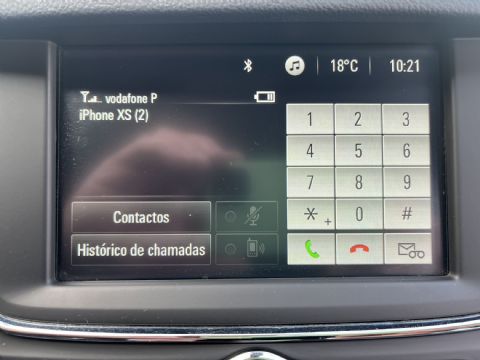 18°C 10:21
vodafone P
iPhone XS (2)
1 2 3
4 5 6
7 8 9
*+ 0 #
Contactos
Histórico de chamadas